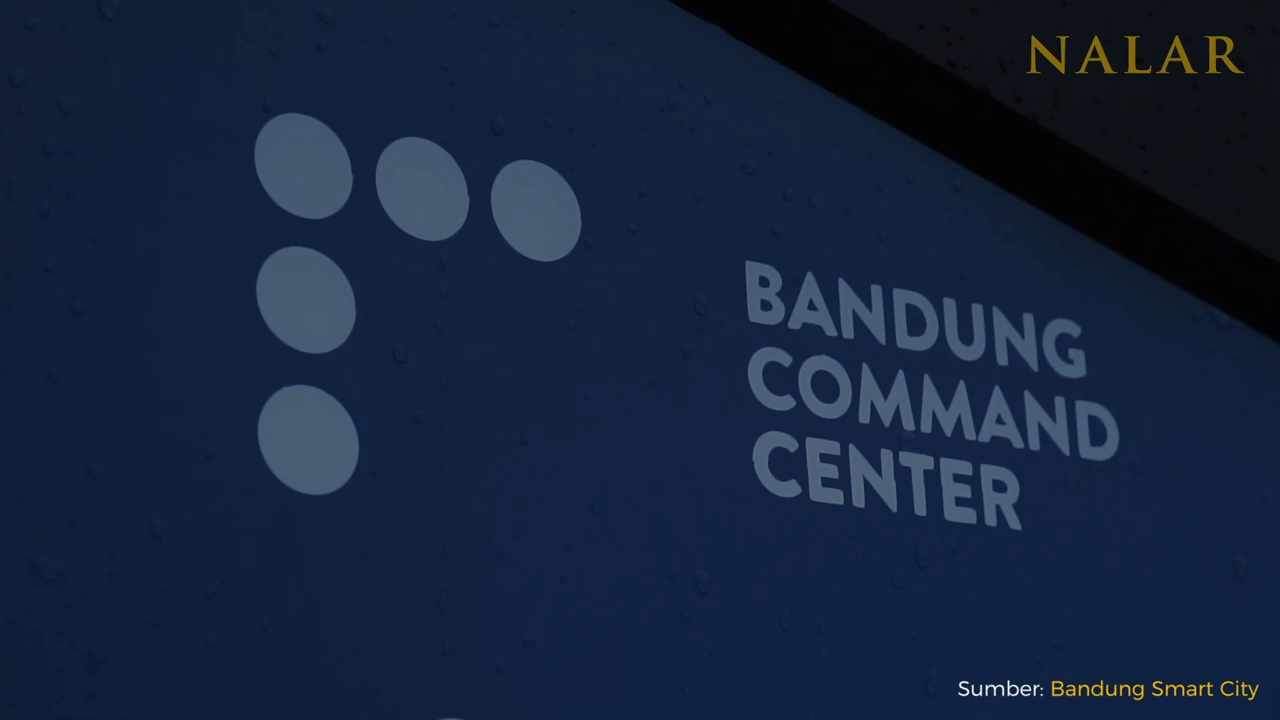 NALAR
BANDUNG
COMMAND
CENTER
Sumber: Bandung Smart City